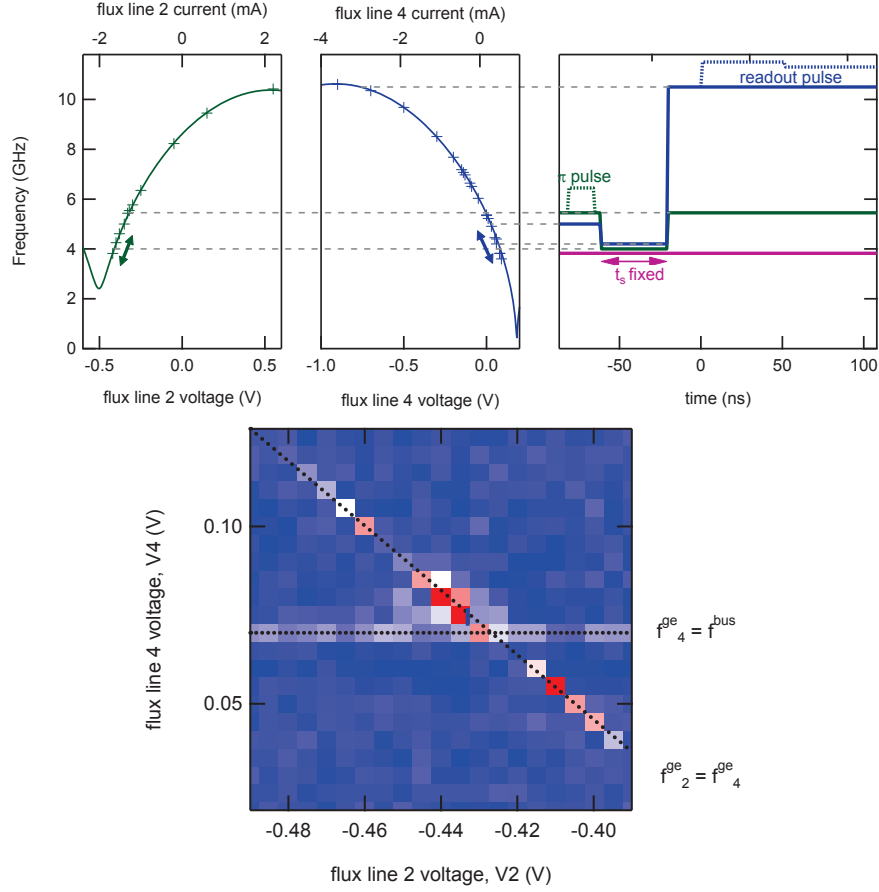 flux line 2 current (mA)
-2 0 2
flux line 4 current (mA)
-4 -2 0
Frequency (GHz)
10
8
6
4
2
0
-0.5 0.0 0.5
flux line 2 voltage (V)
-1.0 -0.5 0.0
flux line 4 voltage (V)
readout pulse
π pulse
ts fixed
-50 0 50 100
time (ns)
flux line 4 voltage, V4 (V)
0.10
0.05
f^ge_4 = f^bus
f^ge_2 = f^ge_4
-0.48 -0.46 -0.44 -0.42 -0.40
flux line 2 voltage, V2 (V)